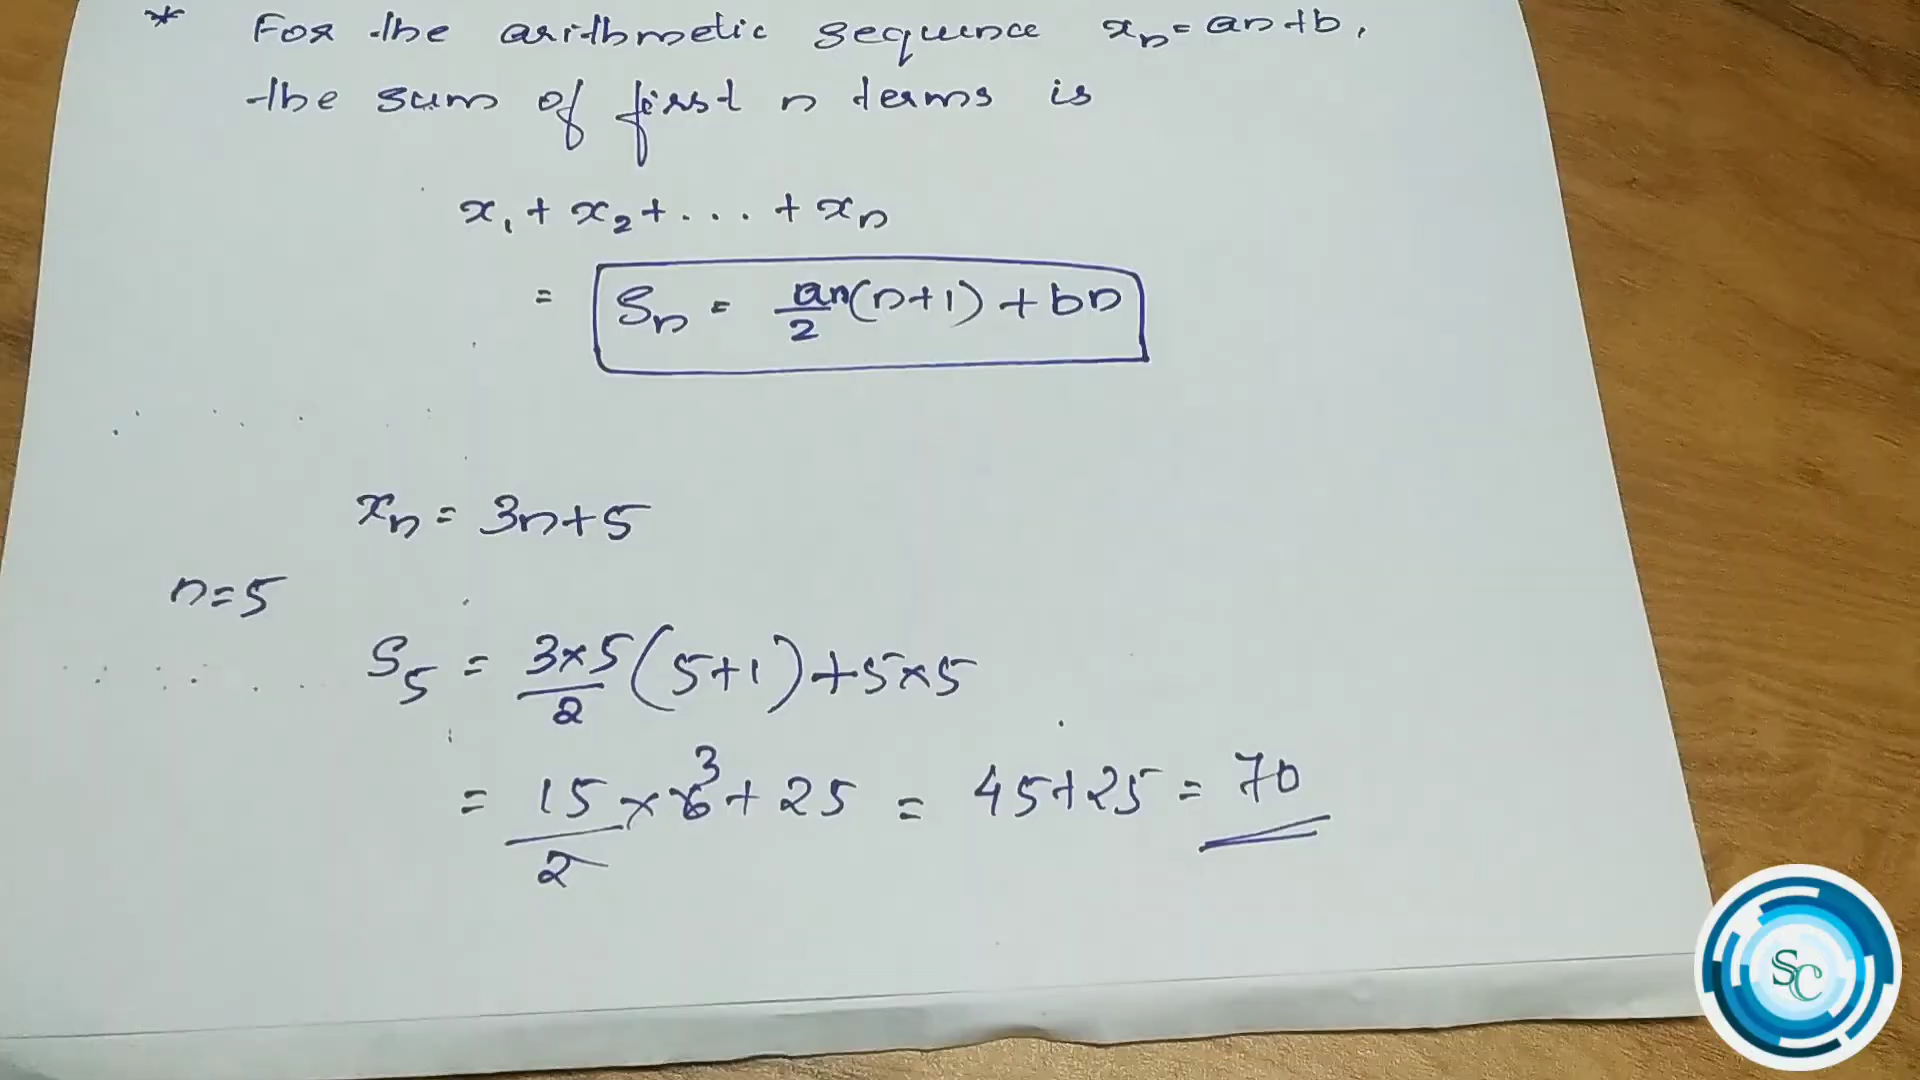 * For the arithmetic sequence xₙ = an+b,
the sum of first n terms is
x₁ + x₂ + ... + xₙ
= Sₙ = an/2 (n+1) + bn
xₙ = 3n+5
n=5
S₅ = 3×5/2 (5+1) + 5×5
= 15/2 × 6 3 + 25 = 45+25 = 70
SC